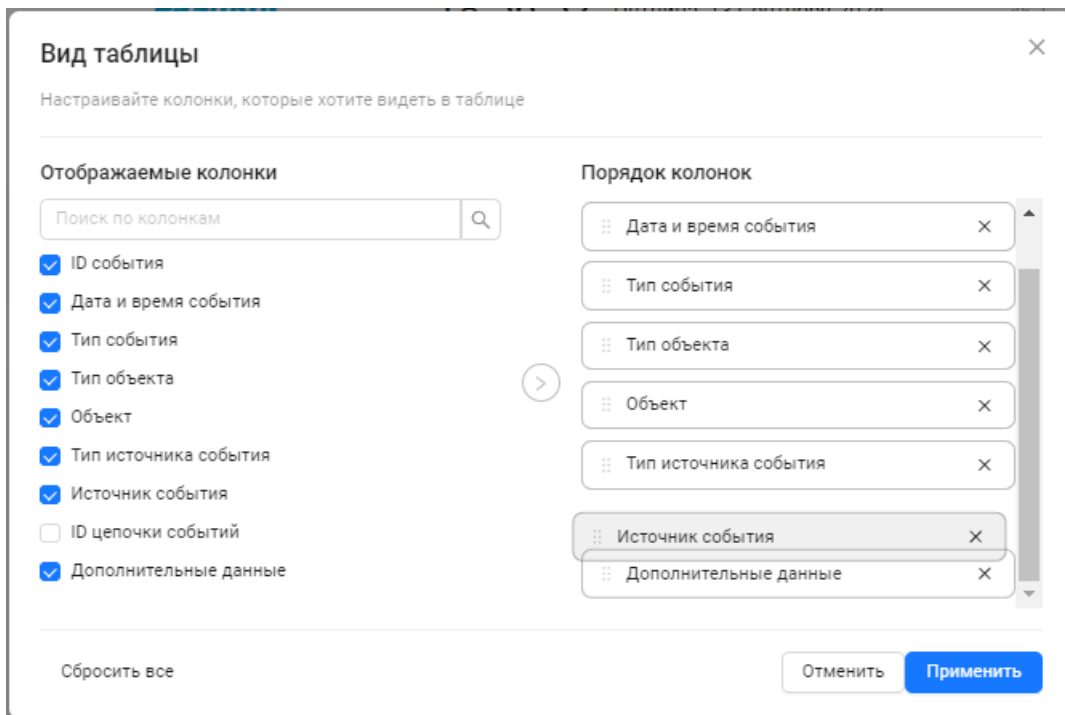 Вид таблицы
Настраивайте колонки, которые хотите видеть в таблице
Отображаемые колонки
Поиск по колонкам
ID события
Дата и время события
Тип события
Тип объекта
Объект
Тип источника события
Источник события
ID цепочки событий
Дополнительные данные
Порядок колонок
Дата и время события
Тип события
Тип объекта
Объект
Тип источника события
Источник события
Дополнительные данные
Сбросить все
Отменить
Применить